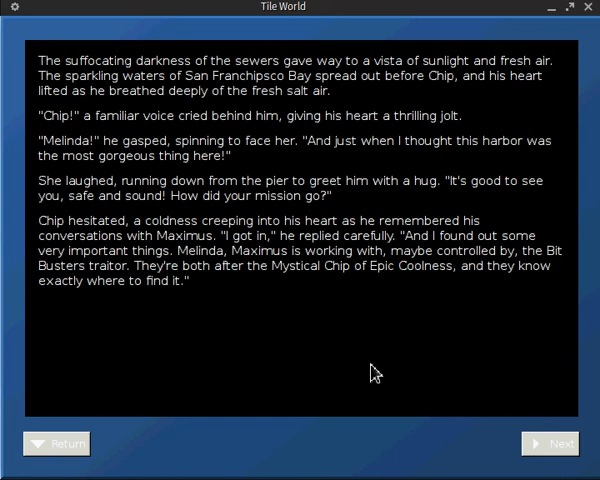 Tile World
The suffocating darkness of the sewers gave way to a vista of sunlight and fresh air.
The sparkling waters of San Franchipsco Bay spread out before Chip, and his heart
lifted as he breathed deeply of the fresh salt air.
"Chip!" a familiar voice cried behind him, giving his heart a thrilling jolt.
"Melinda!" he gasped, spinning to face her. "And just when I thought this harbor was
the most gorgeous thing here!"
She laughed, running down from the pier to greet him with a hug. "It's good to see
you, safe and sound! How did your mission go?"
Chip hesitated, a coldness creeping into his heart as he remembered his
conversations with Maximus. "I got in," he replied carefully. "And I found out some
very important things. Melinda, Maximus is working with, maybe controlled by, the Bit
Busters traitor. They're both after the Mystical Chip of Epic Coolness, and they know
exactly where to find it."
Return
Next